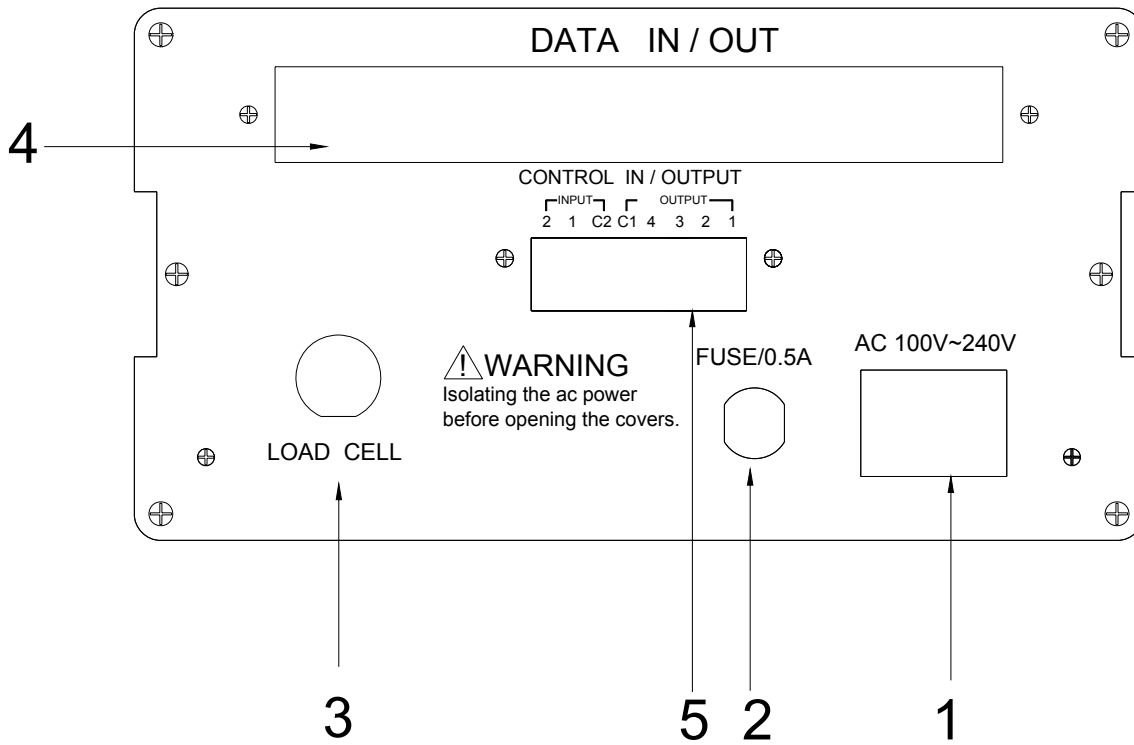 DATA IN / OUT
4
CONTROL IN / OUTPUT
INPUT OUTPUT
2 1 C2 C1 4 3 2 1
⚠WARNING
Isolating the ac power
before opening the covers.
FUSE/0.5A
AC 100V~240V
LOAD CELL
3 5 2 1